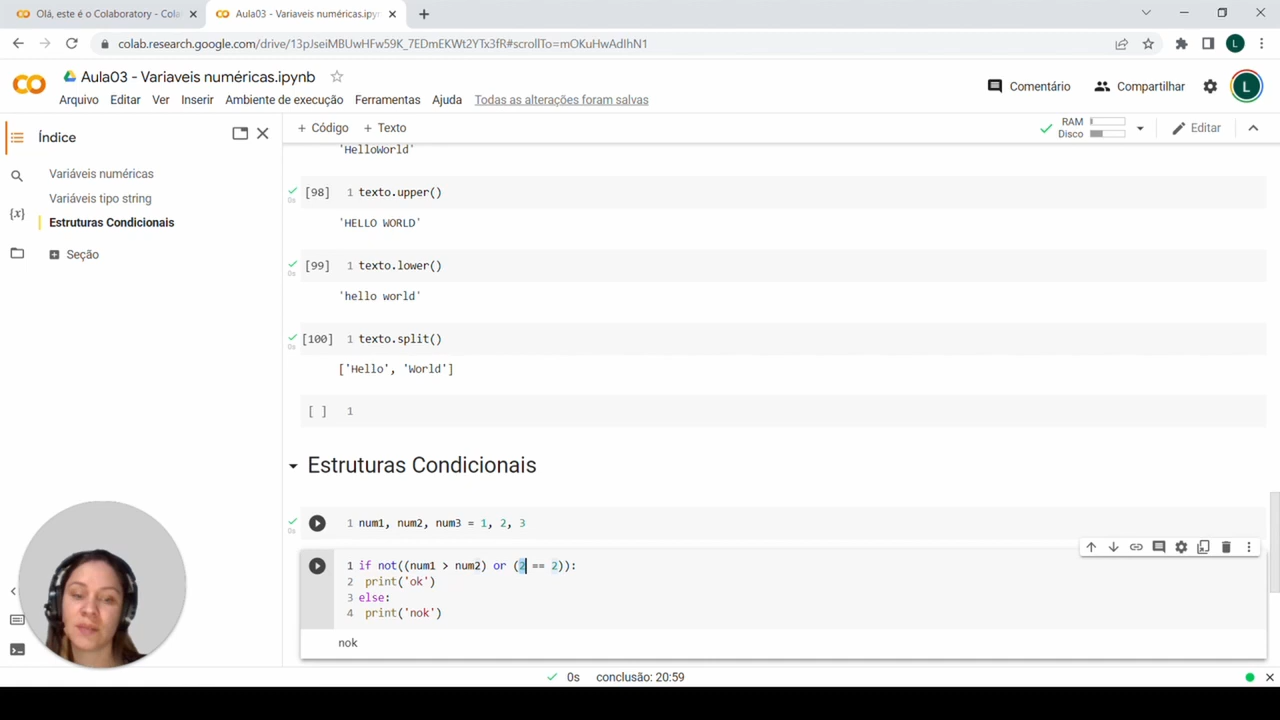 Olá, este é o Colaboratory - Cola
Aula03 - Variaveis numéricas.ipyn
colab.research.google.com/drive/13pJseiMBUwHFw59K_7EDmEKWt2YTx3fR#scrollTo=mOKuHwAdIhN1
L
Aula03 - Variaveis numéricas.ipynb
Arquivo Editar Ver Inserir Ambiente de execução Ferramentas Ajuda Todas as alterações foram salvas
Comentário Compartilhar L
Índice
Variáveis numéricas
Variáveis tipo string
Estruturas Condicionais
Seção
{x}
+ Código + Texto
RAM
Disco
Editar
'HelloWorld'
[98] 1 texto.upper()
0s
'HELLO WORLD'
[99] 1 texto.lower()
0s
'hello world'
[100] 1 texto.split()
0s
['Hello', 'World']
[ ] 1
Estruturas Condicionais
1 num1, num2, num3 = 1, 2, 3
0s
1 if not((num1 > num2) or (2 == 2)):
2 print('ok')
3 else:
4 print('nok')
nok
0s conclusão: 20:59